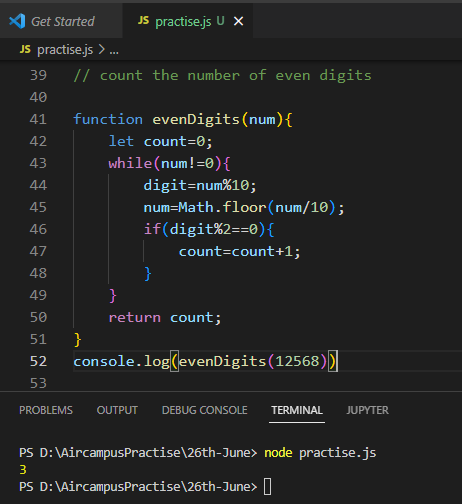 Get Started
JS practise.js U ×
JS practise.js > ...
39 // count the number of even digits
40
41 function evenDigits(num){
42     let count=0;
43     while(num!=0){
44         digit=num%10;
45         num=Math.floor(num/10);
46         if(digit%2==0){
47             count=count+1;
48         }
49     }
50     return count;
51 }
52 console.log(evenDigits(12568))
53
PROBLEMS OUTPUT DEBUG CONSOLE TERMINAL JUPYTER
PS D:\AircampusPractise\26th-June> node practise.js
3
PS D:\AircampusPractise\26th-June>